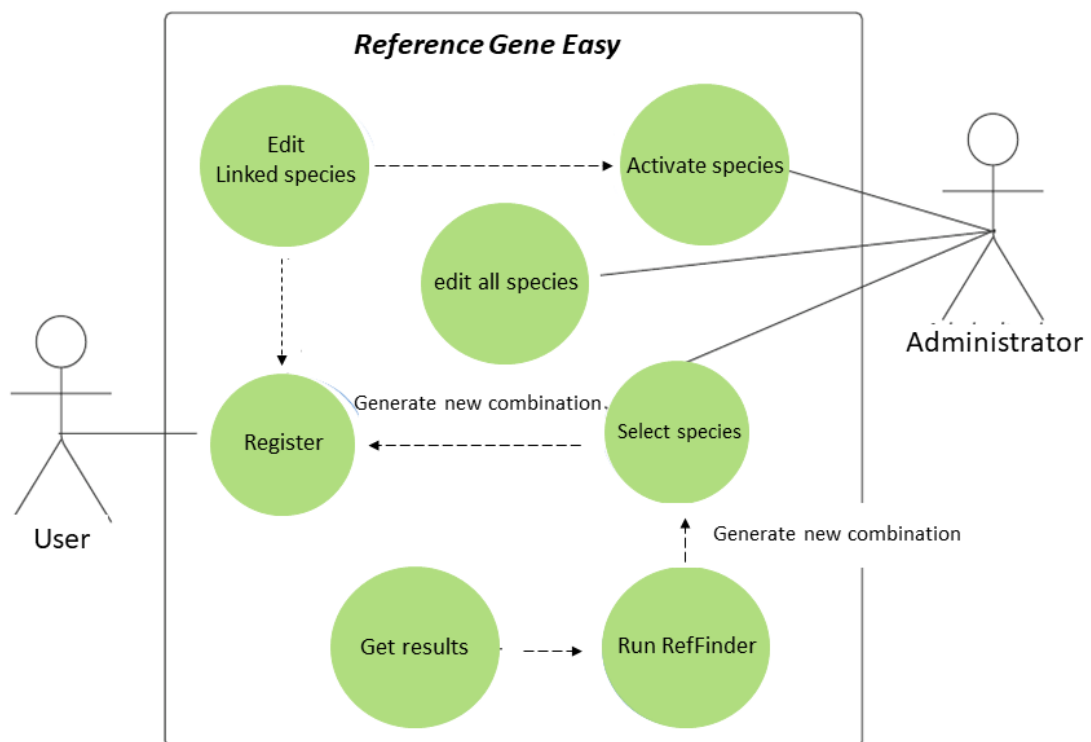 Reference Gene Easy
Edit
Linked species
Activate species
edit all species
Administrator
Generate new combination.
Register
Select species
User
Generate new combination
Get results
Run RefFinder